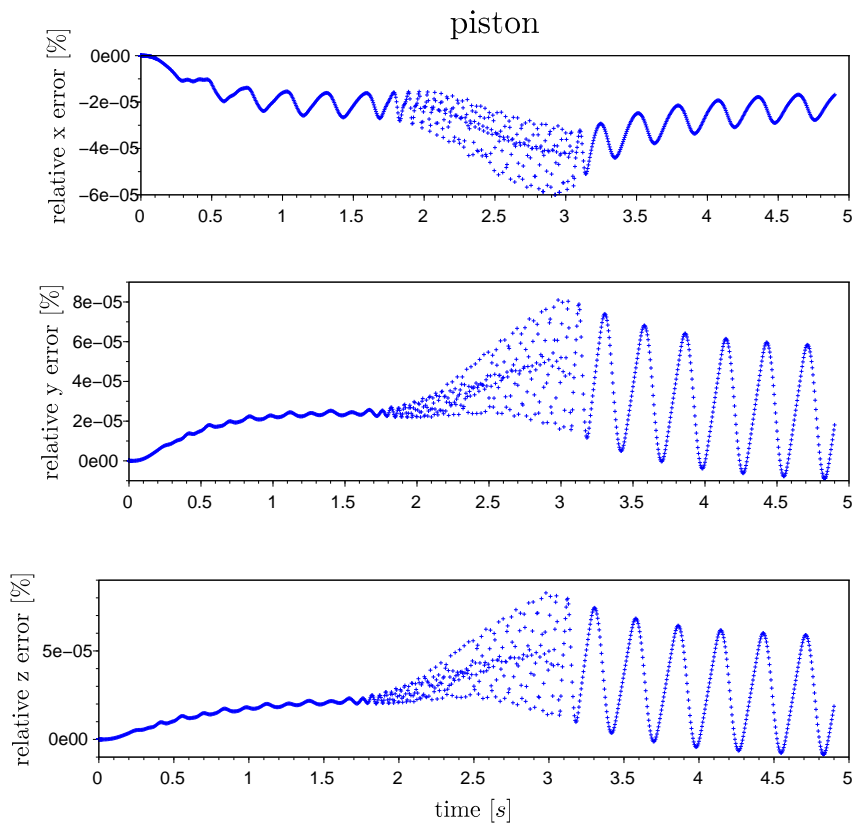 piston
relative x error [%]
0e00
−2e−05
−4e−05
−6e−05
0 0.5 1 1.5 2 2.5 3 3.5 4 4.5 5
relative y error [%]
8e−05
6e−05
4e−05
2e−05
0e00
0 0.5 1 1.5 2 2.5 3 3.5 4 4.5 5
relative z error [%]
5e−05
0e00
0 0.5 1 1.5 2 2.5 3 3.5 4 4.5 5
time [s]